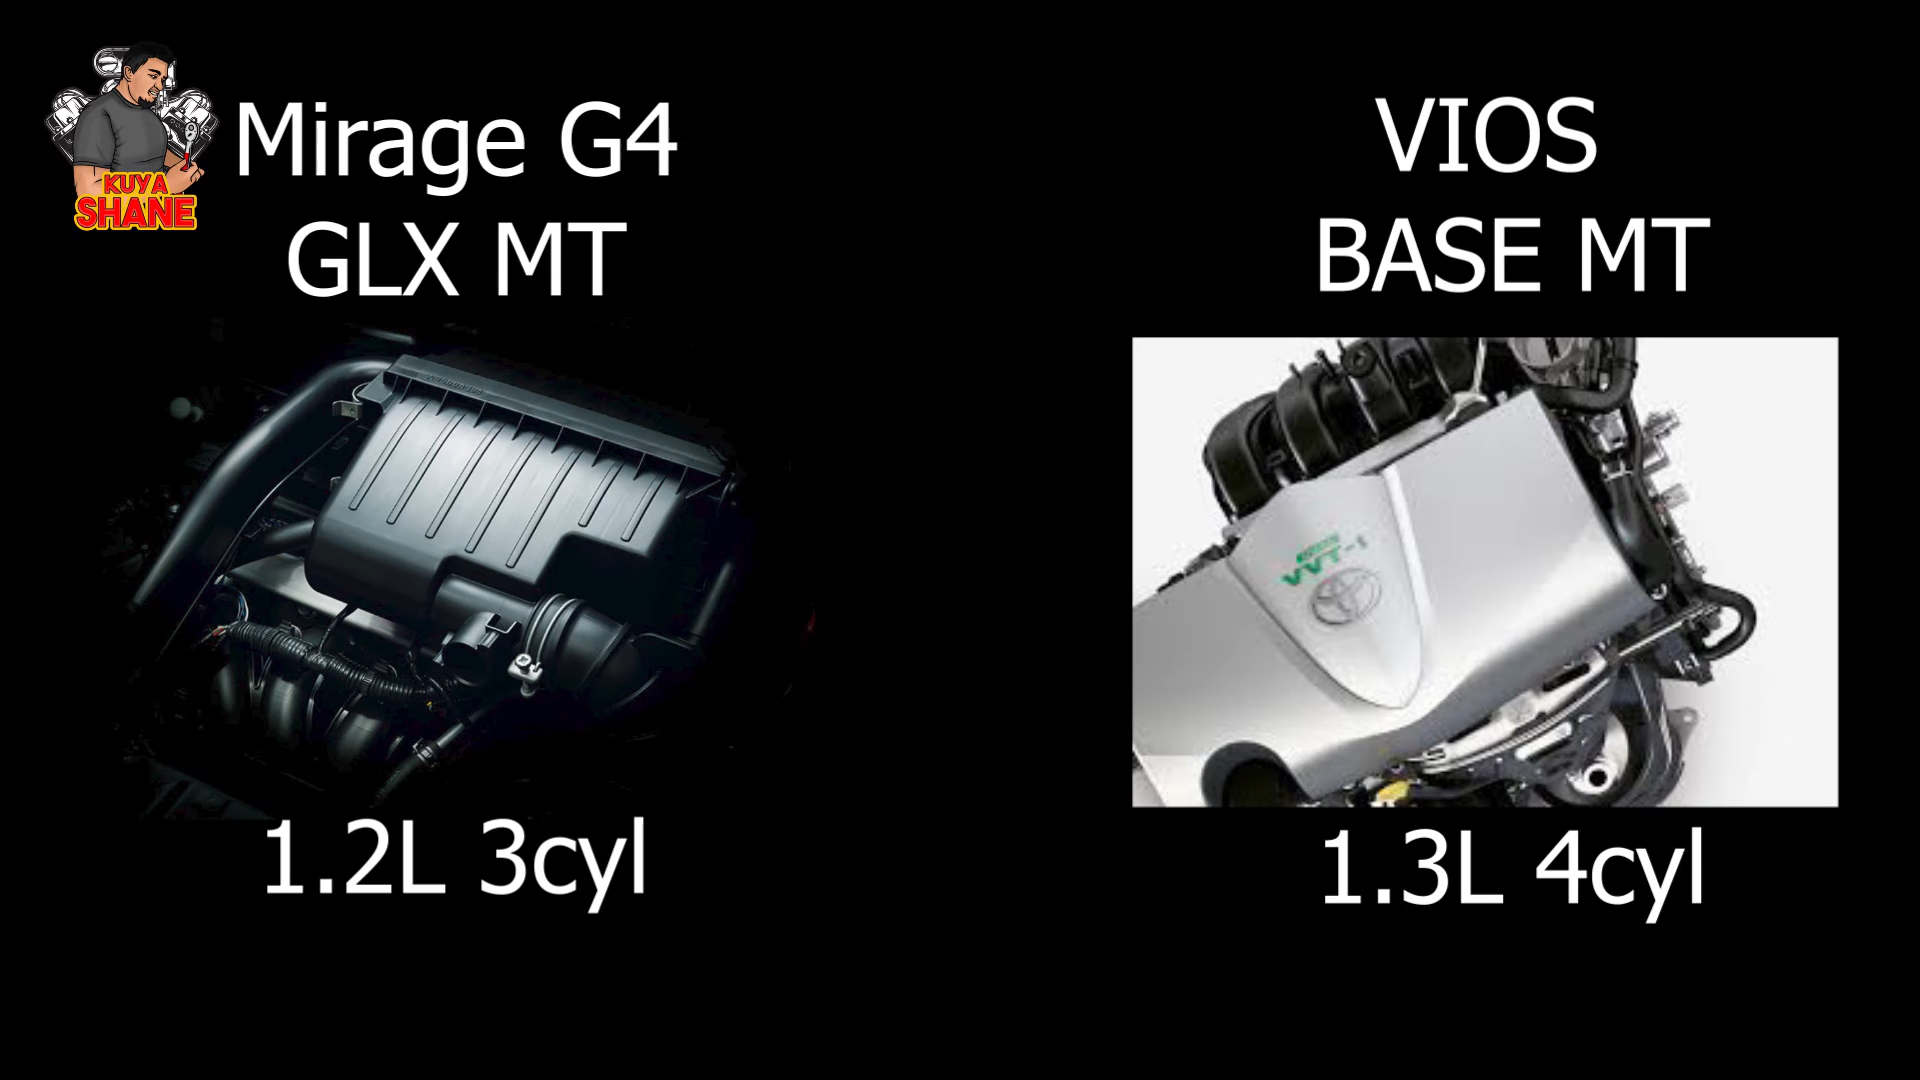 KUYA
SHANE
Mirage G4
GLX MT
1.2L 3cyl
VIOS
BASE MT
VVT-i
1.3L 4cyl